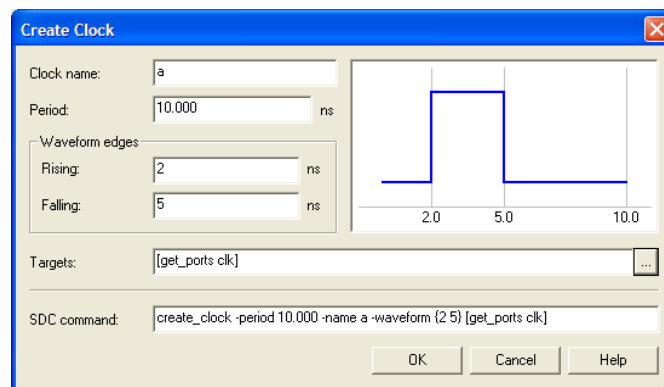 Create Clock
Clock name: a
Period: 10.000 ns
Waveform edges
Rising: 2 ns
Falling: 5 ns
2.0 5.0 10.0
Targets: [get_ports clk] ...
SDC command: create_clock -period 10.000 -name a -waveform {2 5} [get_ports clk]
OK Cancel Help